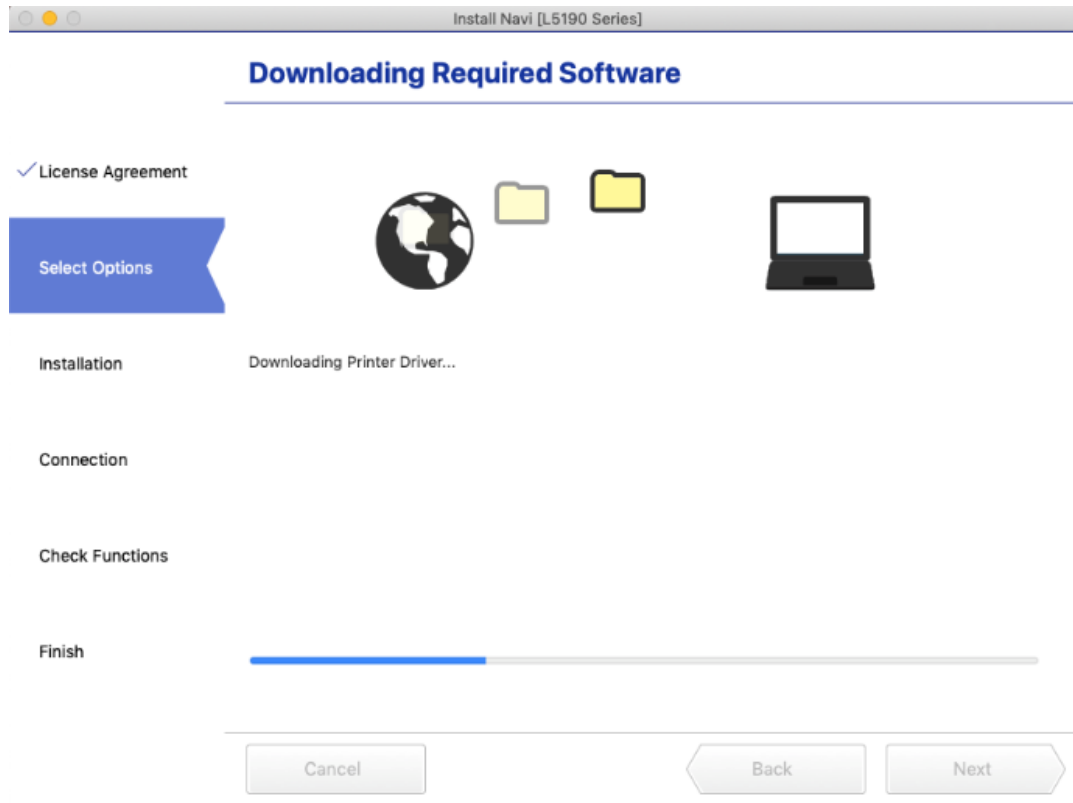 Install Navi [L5190 Series]
Downloading Required Software
License Agreement
Select Options
Installation
Downloading Printer Driver...
Connection
Check Functions
Finish
Cancel
Back
Next